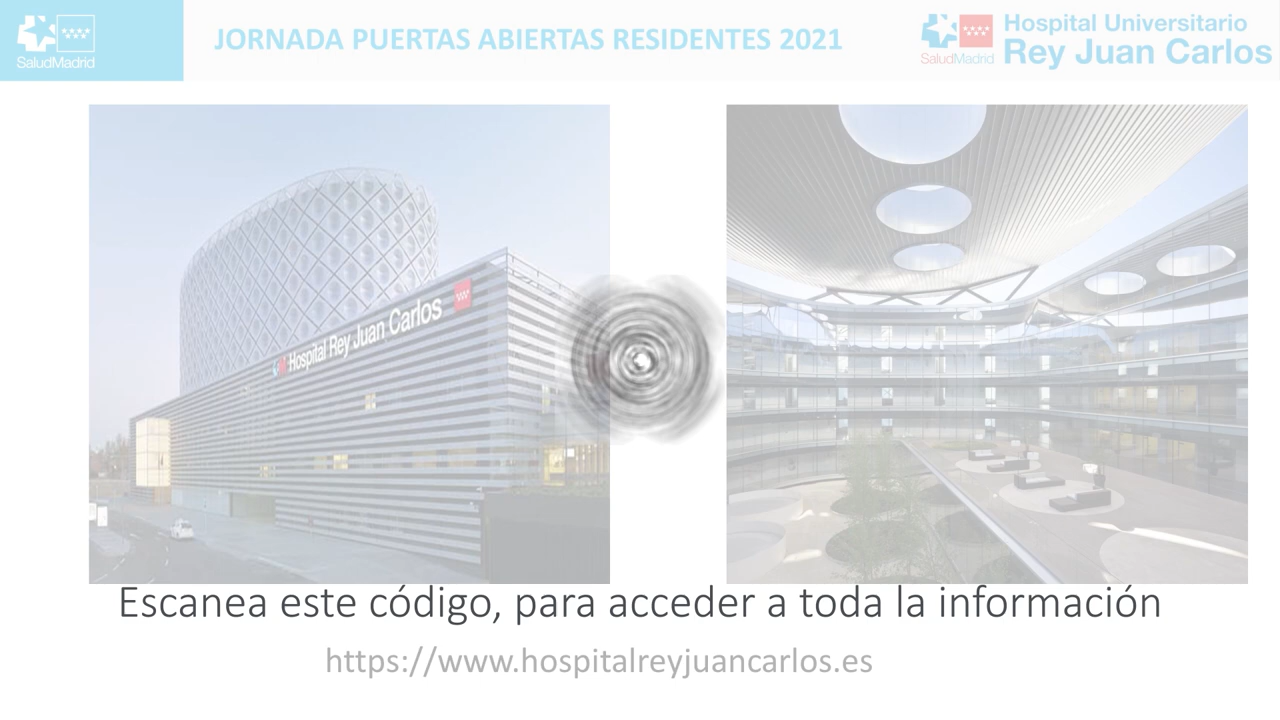 SaludMadrid
JORNADA PUERTAS ABIERTAS RESIDENTES 2021
SaludMadrid
Hospital Universitario
Rey Juan Carlos
Hospital Rey Juan Carlos
Escanea este código, para acceder a toda la información
https://www.hospitalreyjuancarlos.es